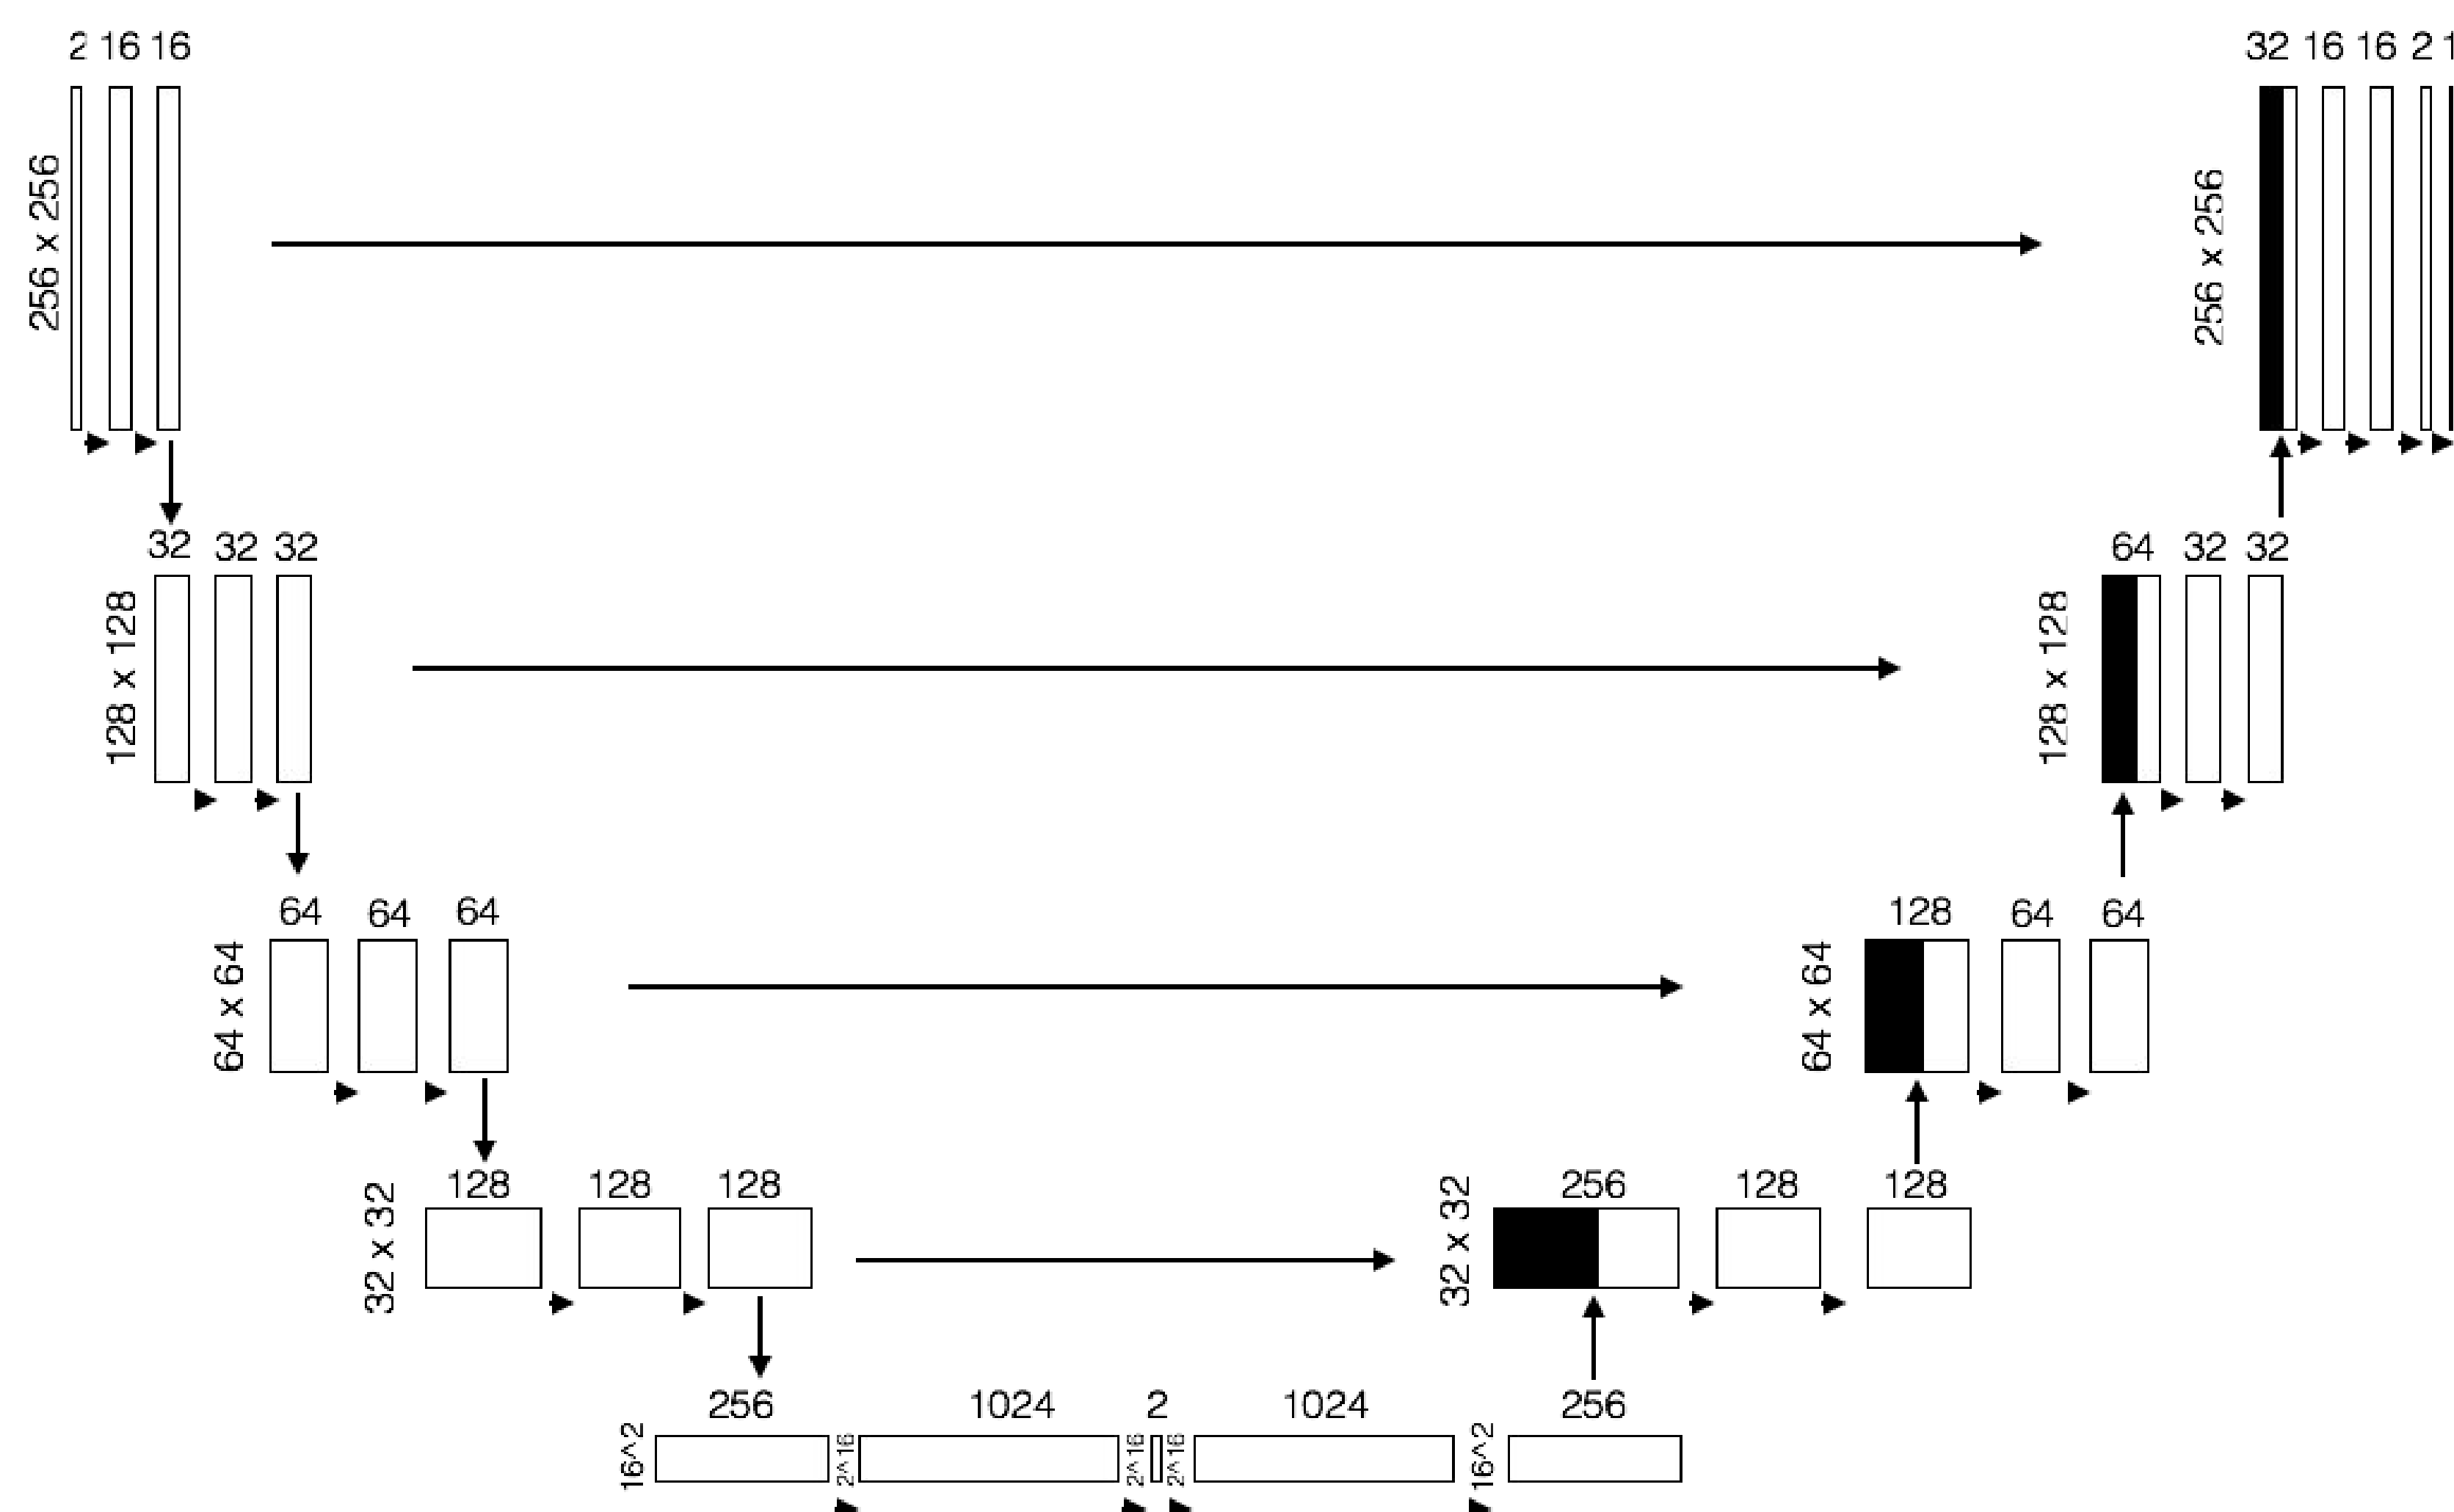 2 16 16
32 16 16 2 1
256 x 256
256 x 256
32 32 32
64 32 32
128 x 128
128 x 128
64 64 64
128 64 64
64 x 64
64 x 64
128 128 128
256 128 128
32 x 32
32 x 32
256 1024 2 1024 256
16^2 2^16 2^16 2^16 16^2